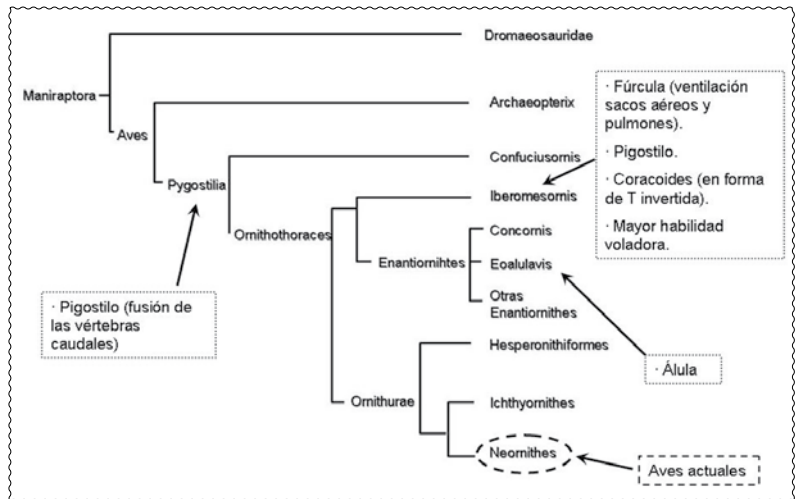 Dromaeosauridae
Maniraptora
Archaeopterix
Aves
Confuciusornis
Pygostilia
Iberomesornis
Ornithothoraces
Concornis
Enantiornihtes
Eoalulavis
Otras
Enantiornithes
Hesperonithiformes
Ornithurae
Ichthyornithes
Neornithes
· Fúrcula (ventilación
sacos aéreos y
pulmones).
· Pigostilo.
· Coracoides (en forma
de T invertida).
· Mayor habilidad
voladora.
· Pigostilo (fusión de
las vértebras
caudales)
· Álula
Aves actuales